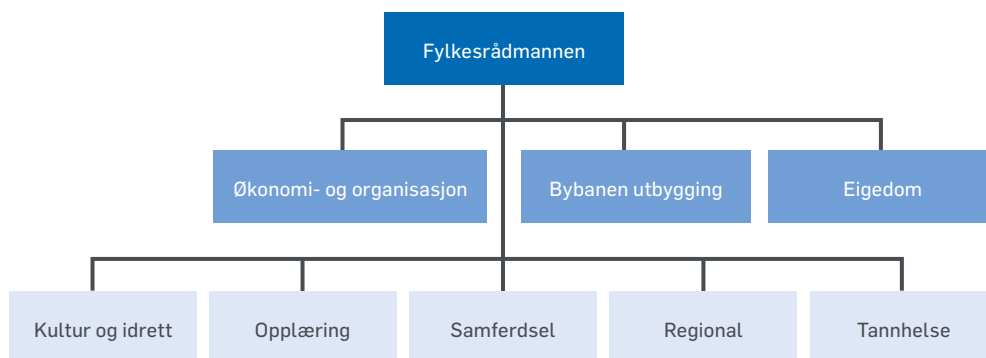 Fylkesrådmannen
Økonomi- og organisasjon
Bybanen utbygging
Eigedom
Kultur og idrett
Opplæring
Samferdsel
Regional
Tannhelse